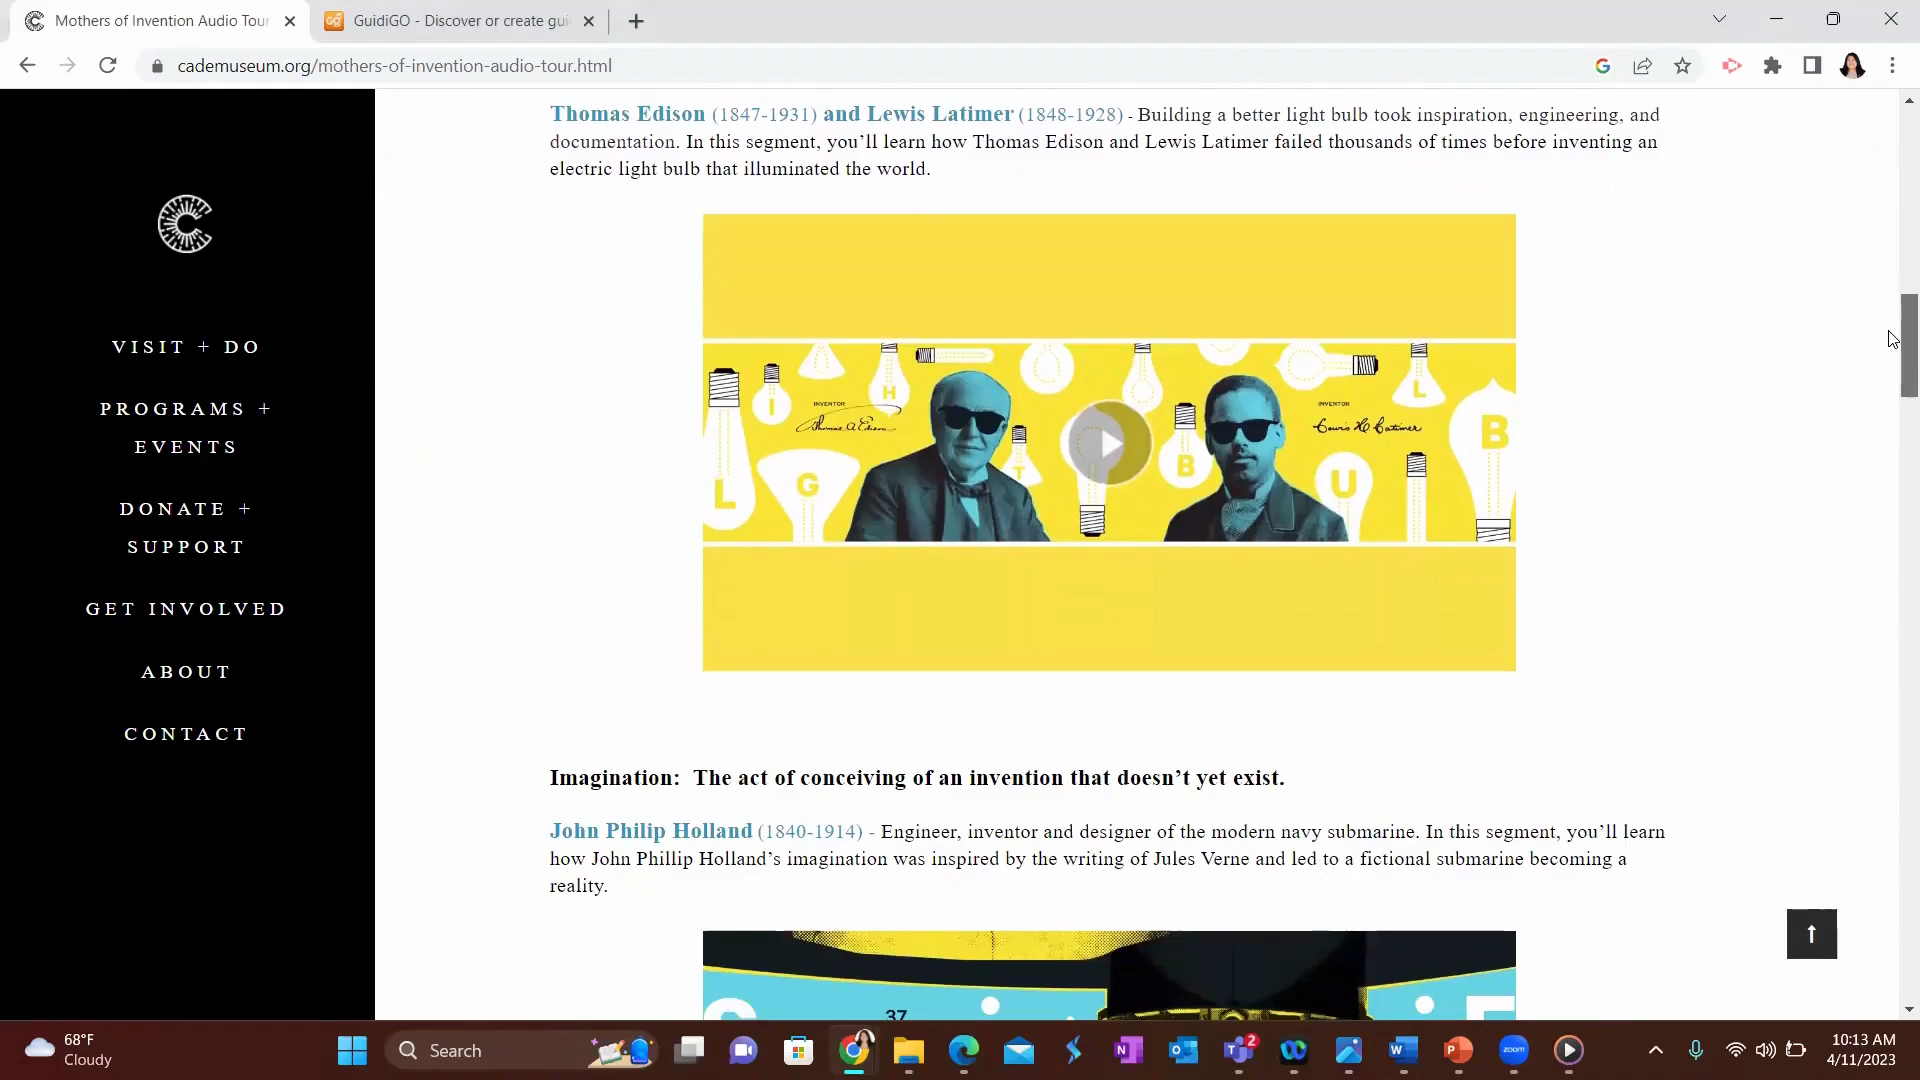 Mothers of Invention Audio Tour
GuidiGO - Discover or create gui
cademuseum.org/mothers-of-invention-audio-tour.html
VISIT + DO
PROGRAMS +
EVENTS
DONATE +
SUPPORT
GET INVOLVED
ABOUT
CONTACT
Thomas Edison (1847-1931) and Lewis Latimer (1848-1928) - Building a better light bulb took inspiration, engineering, and
documentation. In this segment, you’ll learn how Thomas Edison and Lewis Latimer failed thousands of times before inventing an
electric light bulb that illuminated the world.
INVENTOR
Thomas A Edison
INVENTOR
Lewis H Latimer
L I G H T B U L B
Imagination:  The act of conceiving of an invention that doesn’t yet exist.
John Philip Holland (1840-1914) - Engineer, inventor and designer of the modern navy submarine. In this segment, you’ll learn
how John Phillip Holland’s imagination was inspired by the writing of Jules Verne and led to a fictional submarine becoming a
reality.
37
68°F
Cloudy
Search
2
zoom
10:13 AM
4/11/2023